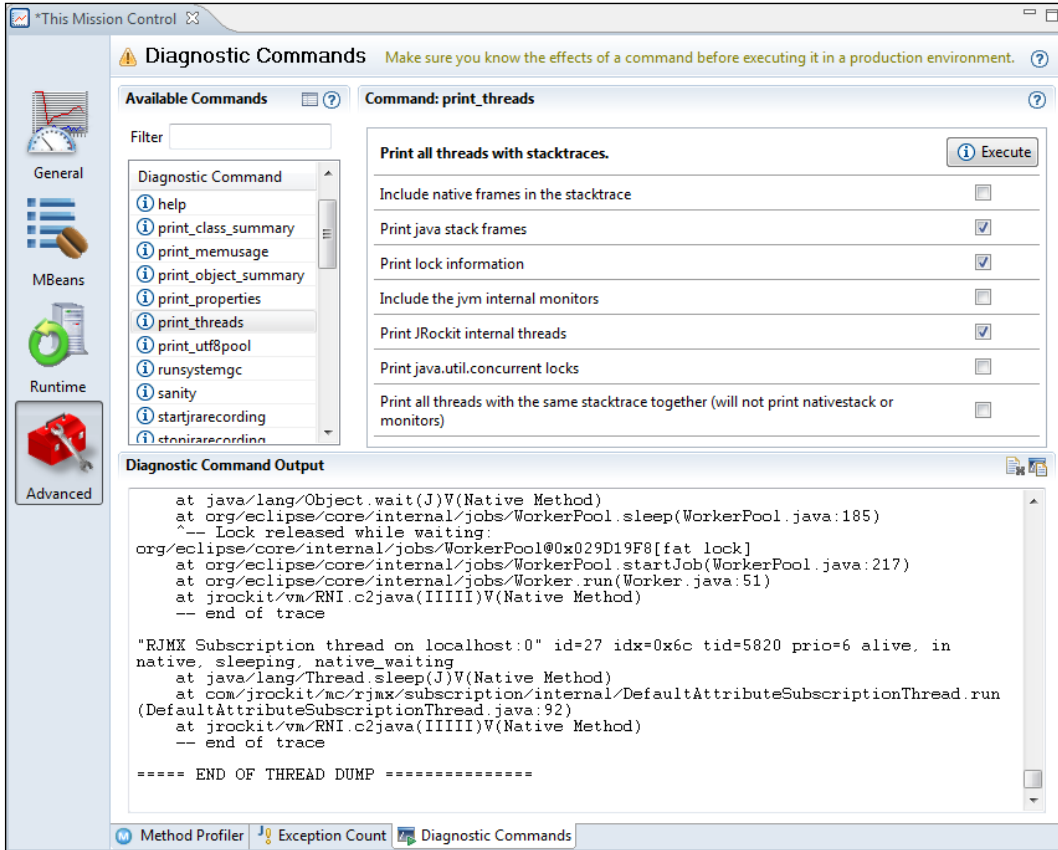 *This Mission Control
Diagnostic Commands
Make sure you know the effects of a command before executing it in a production environment.
General
MBeans
Runtime
Advanced
Available Commands
Filter
Diagnostic Command
help
print_class_summary
print_memusage
print_object_summary
print_properties
print_threads
print_utf8pool
runsystemgc
sanity
startjrarecording
stopjrarecording
Command: print_threads
Print all threads with stacktraces.
Execute
Include native frames in the stacktrace
Print java stack frames
Print lock information
Include the jvm internal monitors
Print JRockit internal threads
Print java.util.concurrent locks
Print all threads with the same stacktrace together (will not print nativestack or
monitors)
Diagnostic Command Output
at java/lang/Object.wait(J)V(Native Method)
at org/eclipse/core/internal/jobs/WorkerPool.sleep(WorkerPool.java:185)
^-- Lock released while waiting:
org/eclipse/core/internal/jobs/WorkerPool@0x029D19F8[fat lock]
at org/eclipse/core/internal/jobs/WorkerPool.startJob(WorkerPool.java:217)
at org/eclipse/core/internal/jobs/Worker.run(Worker.java:51)
at jrockit/vm/RNI.c2java(IIIII)V(Native Method)
-- end of trace
"RJMX Subscription thread on localhost:0" id=27 idx=0x6c tid=5820 prio=6 alive, in
native, sleeping, native_waiting
at java/lang/Thread.sleep(J)V(Native Method)
at com/jrockit/mc/rjmx/subscription/internal/DefaultAttributeSubscriptionThread.run
(DefaultAttributeSubscriptionThread.java:92)
at jrockit/vm/RNI.c2java(IIIII)V(Native Method)
-- end of trace
===== END OF THREAD DUMP ===============
Method Profiler
Exception Count
Diagnostic Commands